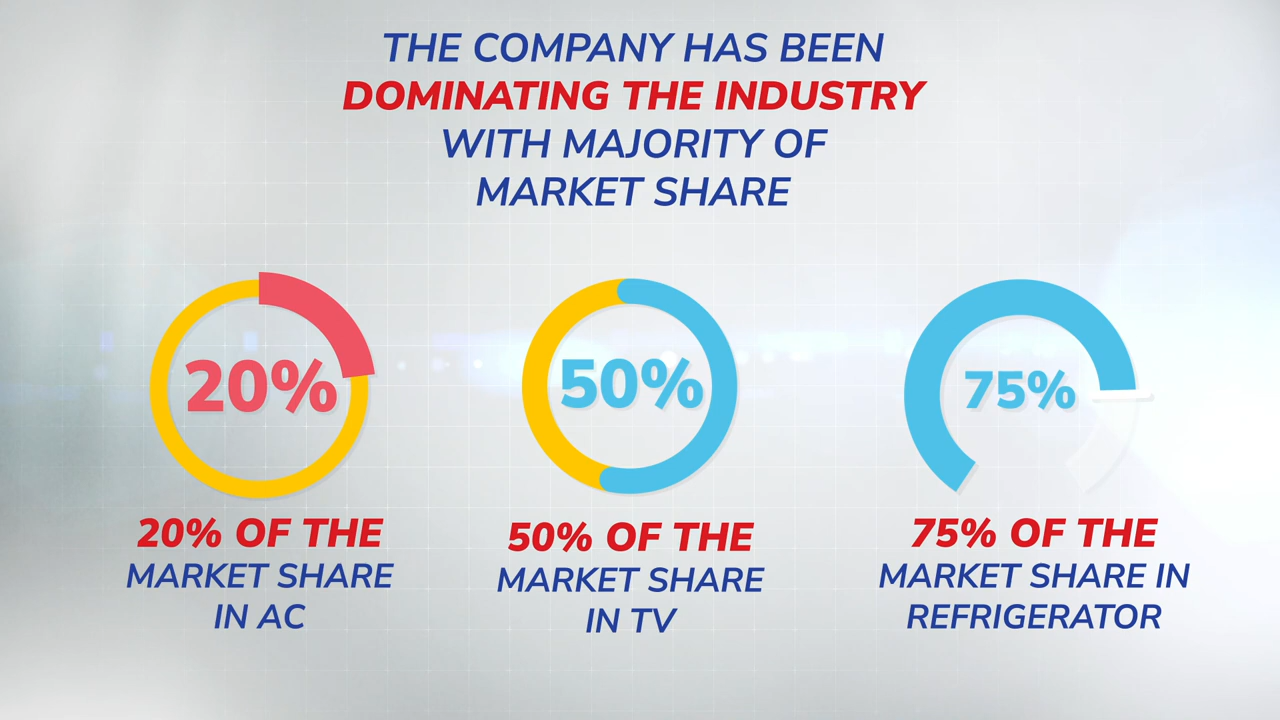 THE COMPANY HAS BEEN
DOMINATING THE INDUSTRY
WITH MAJORITY OF
MARKET SHARE
20%
50%
75%
20% OF THE
MARKET SHARE
IN AC
50% OF THE
MARKET SHARE
IN TV
75% OF THE
MARKET SHARE IN
REFRIGERATOR